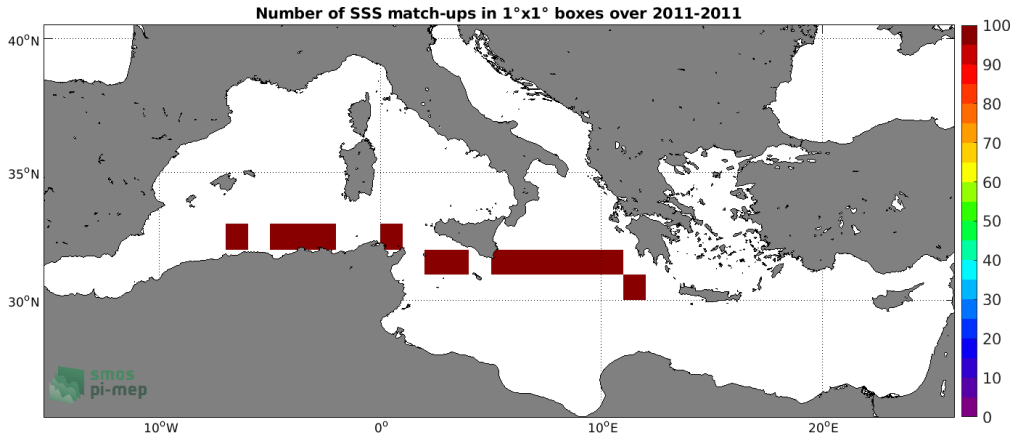 Number of SSS match-ups in 1°x1° boxes over 2011-2011
40°N
35°N
30°N
10°W
0°
10°E
20°E
100
90
80
70
60
50
40
30
20
10
0
smos
pi-mep